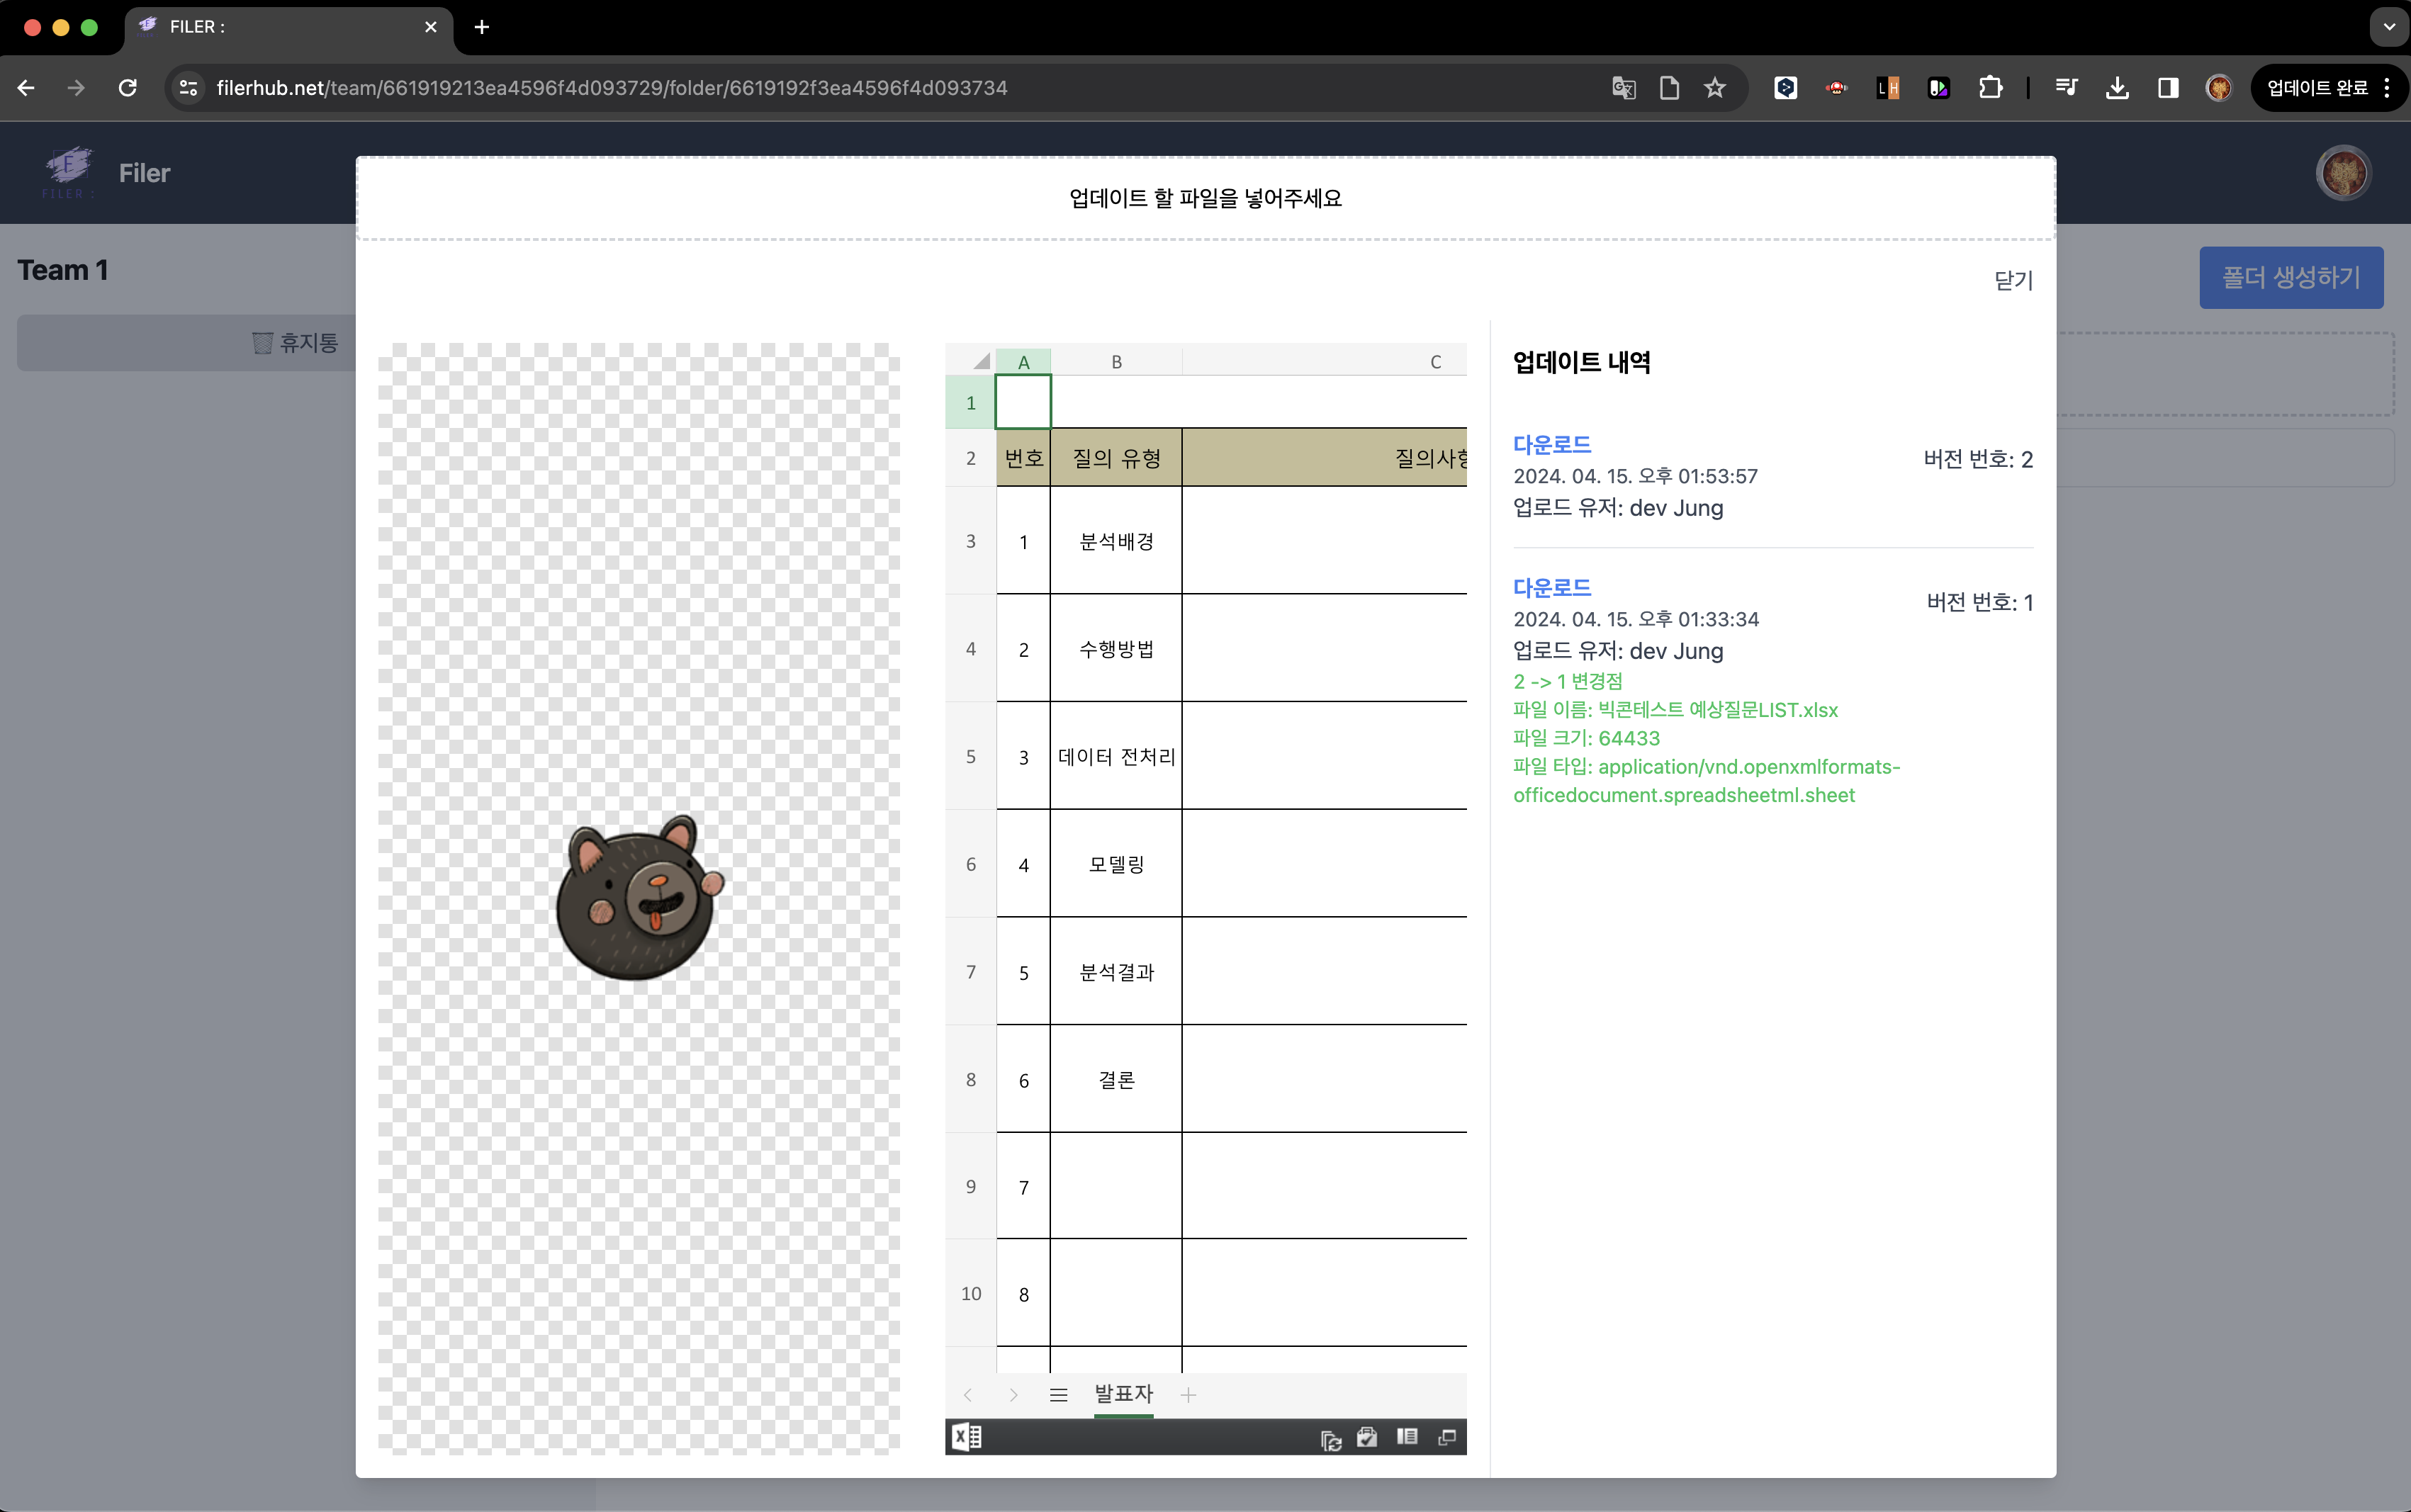 FILER :
filerhub.net/team/661919213ea4596f4d093729/folder/6619192f3ea4596f4d093734
업데이트 완료
F
FILER :
Filer
업데이트 할 파일을 넣어주세요
Team 1
닫기
폴더 생성하기
휴지통
업데이트 내역
다운로드
2024. 04. 15. 오후 01:53:57
버전 번호: 2
업로드 유저: dev Jung
다운로드
2024. 04. 15. 오후 01:33:34
버전 번호: 1
업로드 유저: dev Jung
2 -> 1 변경점
파일 이름: 빅콘테스트 예상질문LIST.xlsx
파일 크기: 64433
파일 타입: application/vnd.openxmlformats-
officedocument.spreadsheetml.sheet
A B C
1
2 번호 질의 유형 질의사항
3 1 분석배경
4 2 수행방법
5 3 데이터 전처리
6 4 모델링
7 5 분석결과
8 6 결론
9 7
10 8
발표자